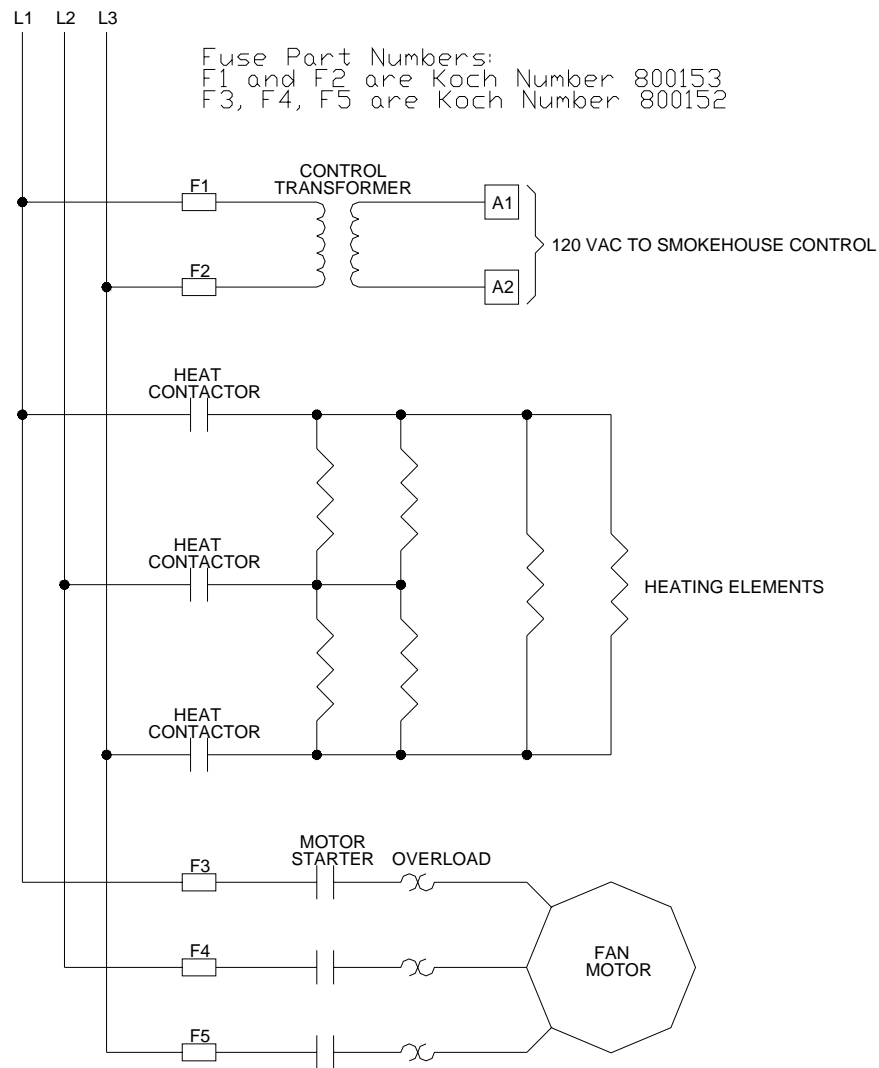 L1 L2 L3
Fuse Part Numbers:
F1 and F2 are Koch Number 800153
F3, F4, F5 are Koch Number 800152
F1
CONTROL
TRANSFORMER
A1
120 VAC TO SMOKEHOUSE CONTROL
F2
A2
HEAT
CONTACTOR
HEAT
CONTACTOR
HEATING ELEMENTS
HEAT
CONTACTOR
F3
MOTOR
STARTER
OVERLOAD
F4
FAN
MOTOR
F5